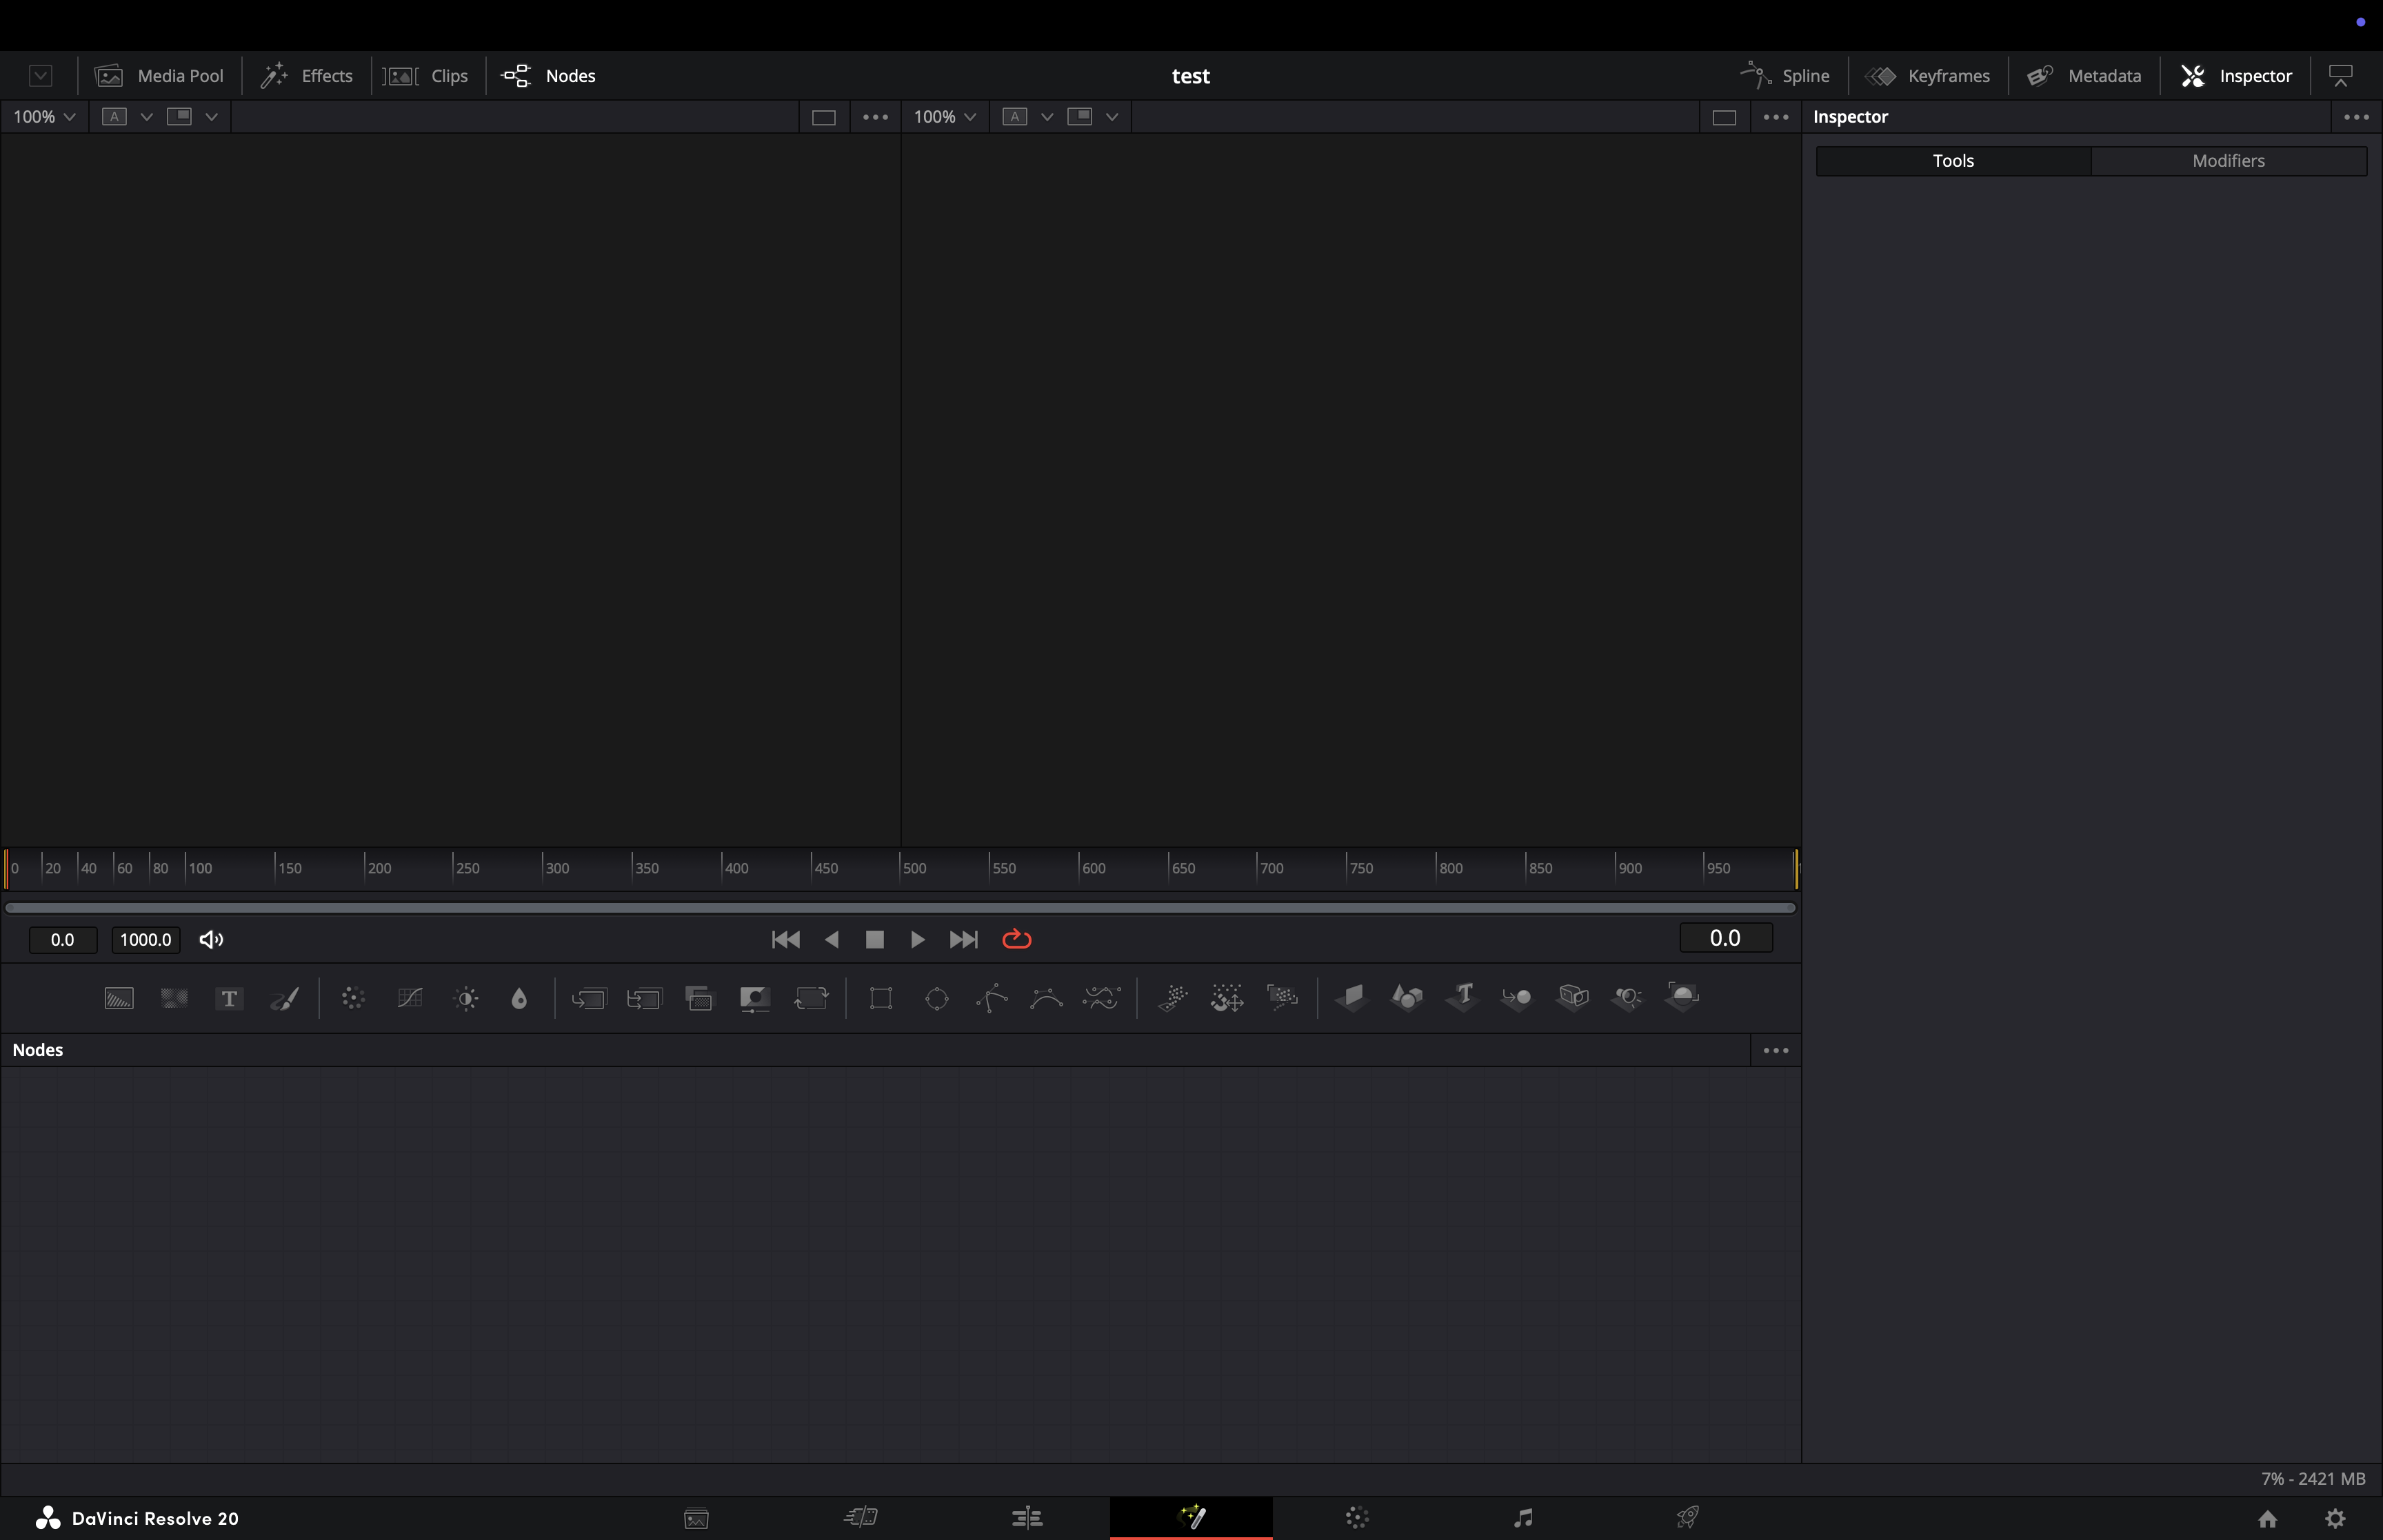 Media Pool Effects Clips Nodes test Spline Keyframes Metadata Inspector
100% A 100% A Inspector
Tools Modifiers
0 20 40 60 80 100 150 200 250 300 350 400 450 500 550 600 650 700 750 800 850 900 950
0.0 1000.0 0.0
T T
Nodes
7% - 2421 MB
DaVinci Resolve 20